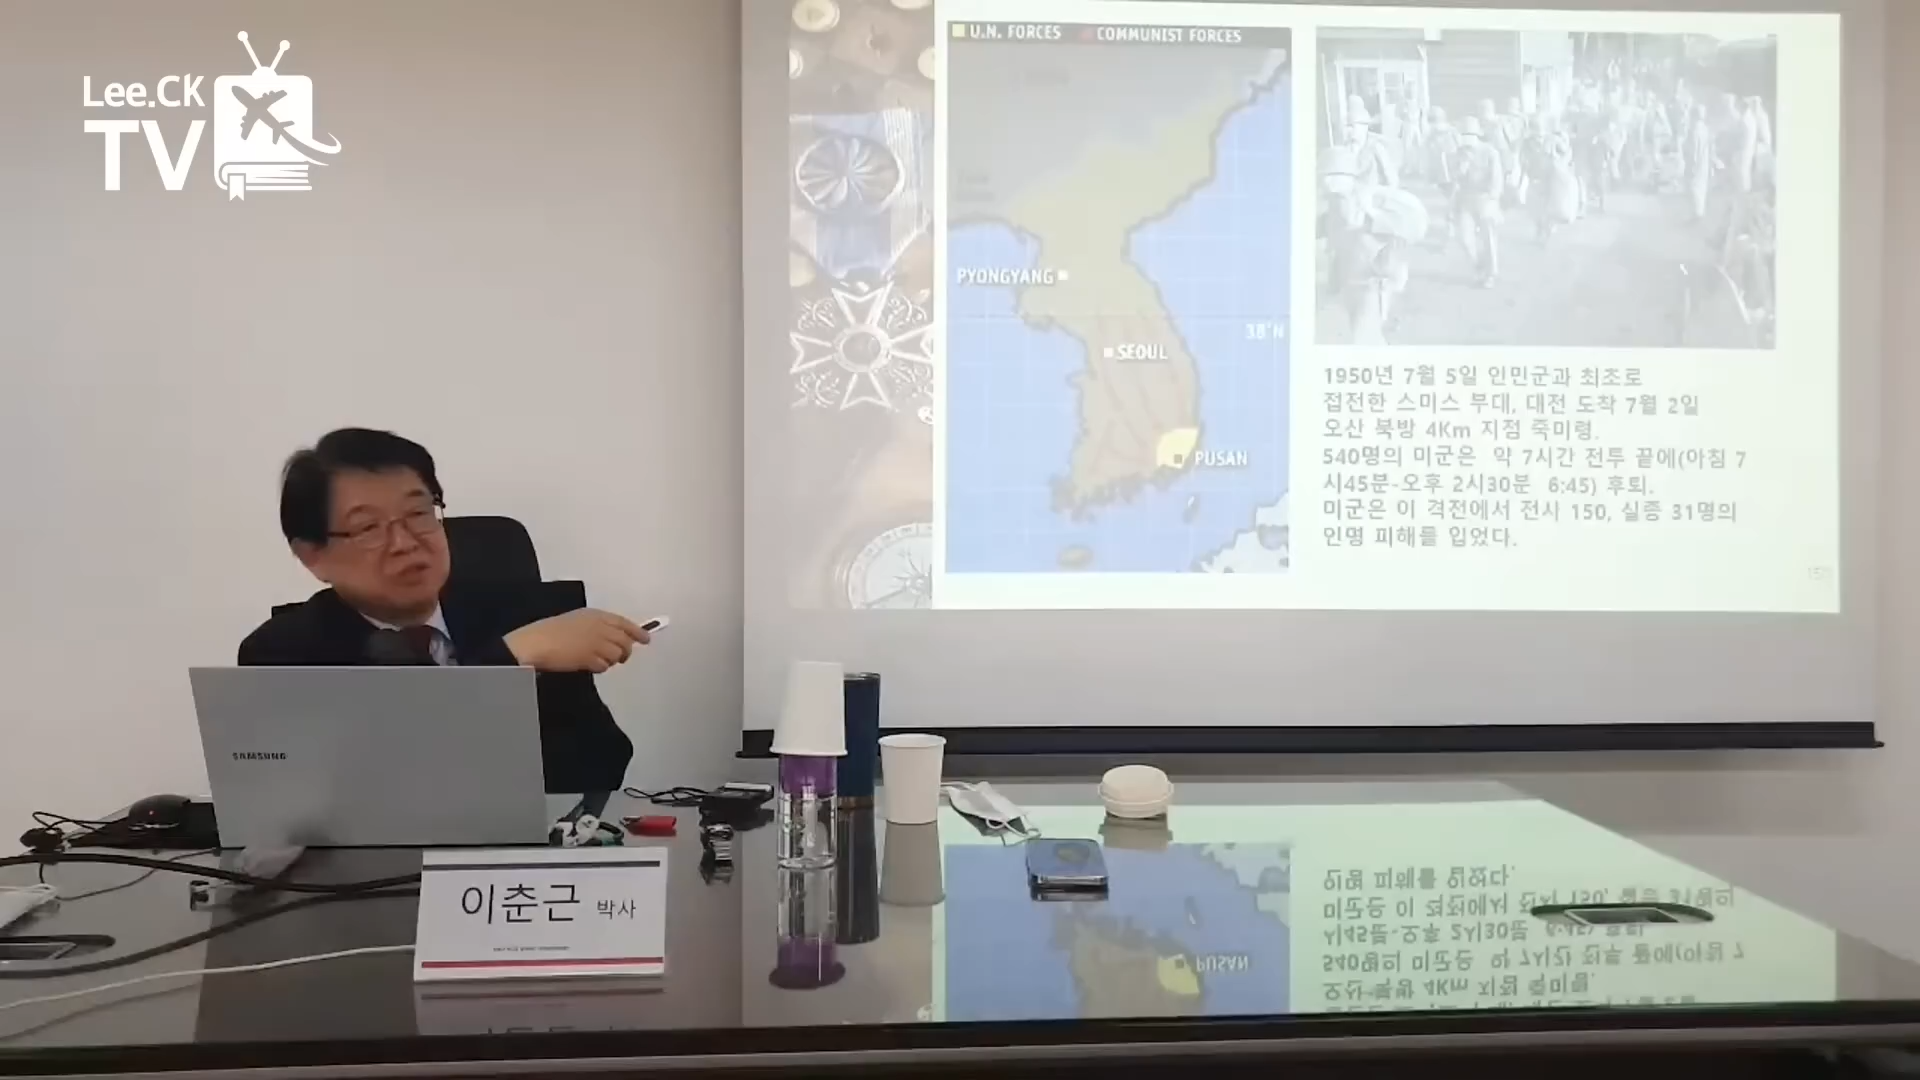 Lee.CK
TV
U.N. FORCES
COMMUNIST FORCES
PYONGYANG
38°N
SEOUL
PUSAN
1950년 7월 5일 인민군과 최초로
접전한 스미스 부대, 대전 도착 7월 2일
오산 북방 4Km 지점 죽미령.
540명의 미군은 약 7시간 전투 끝에(아침 7
시45분-오후 2시30분 6:45) 후퇴.
미군은 이 격전에서 전사 150, 실종 31명의
인명 피해를 입었다.
SAMSUNG
이춘근 박사